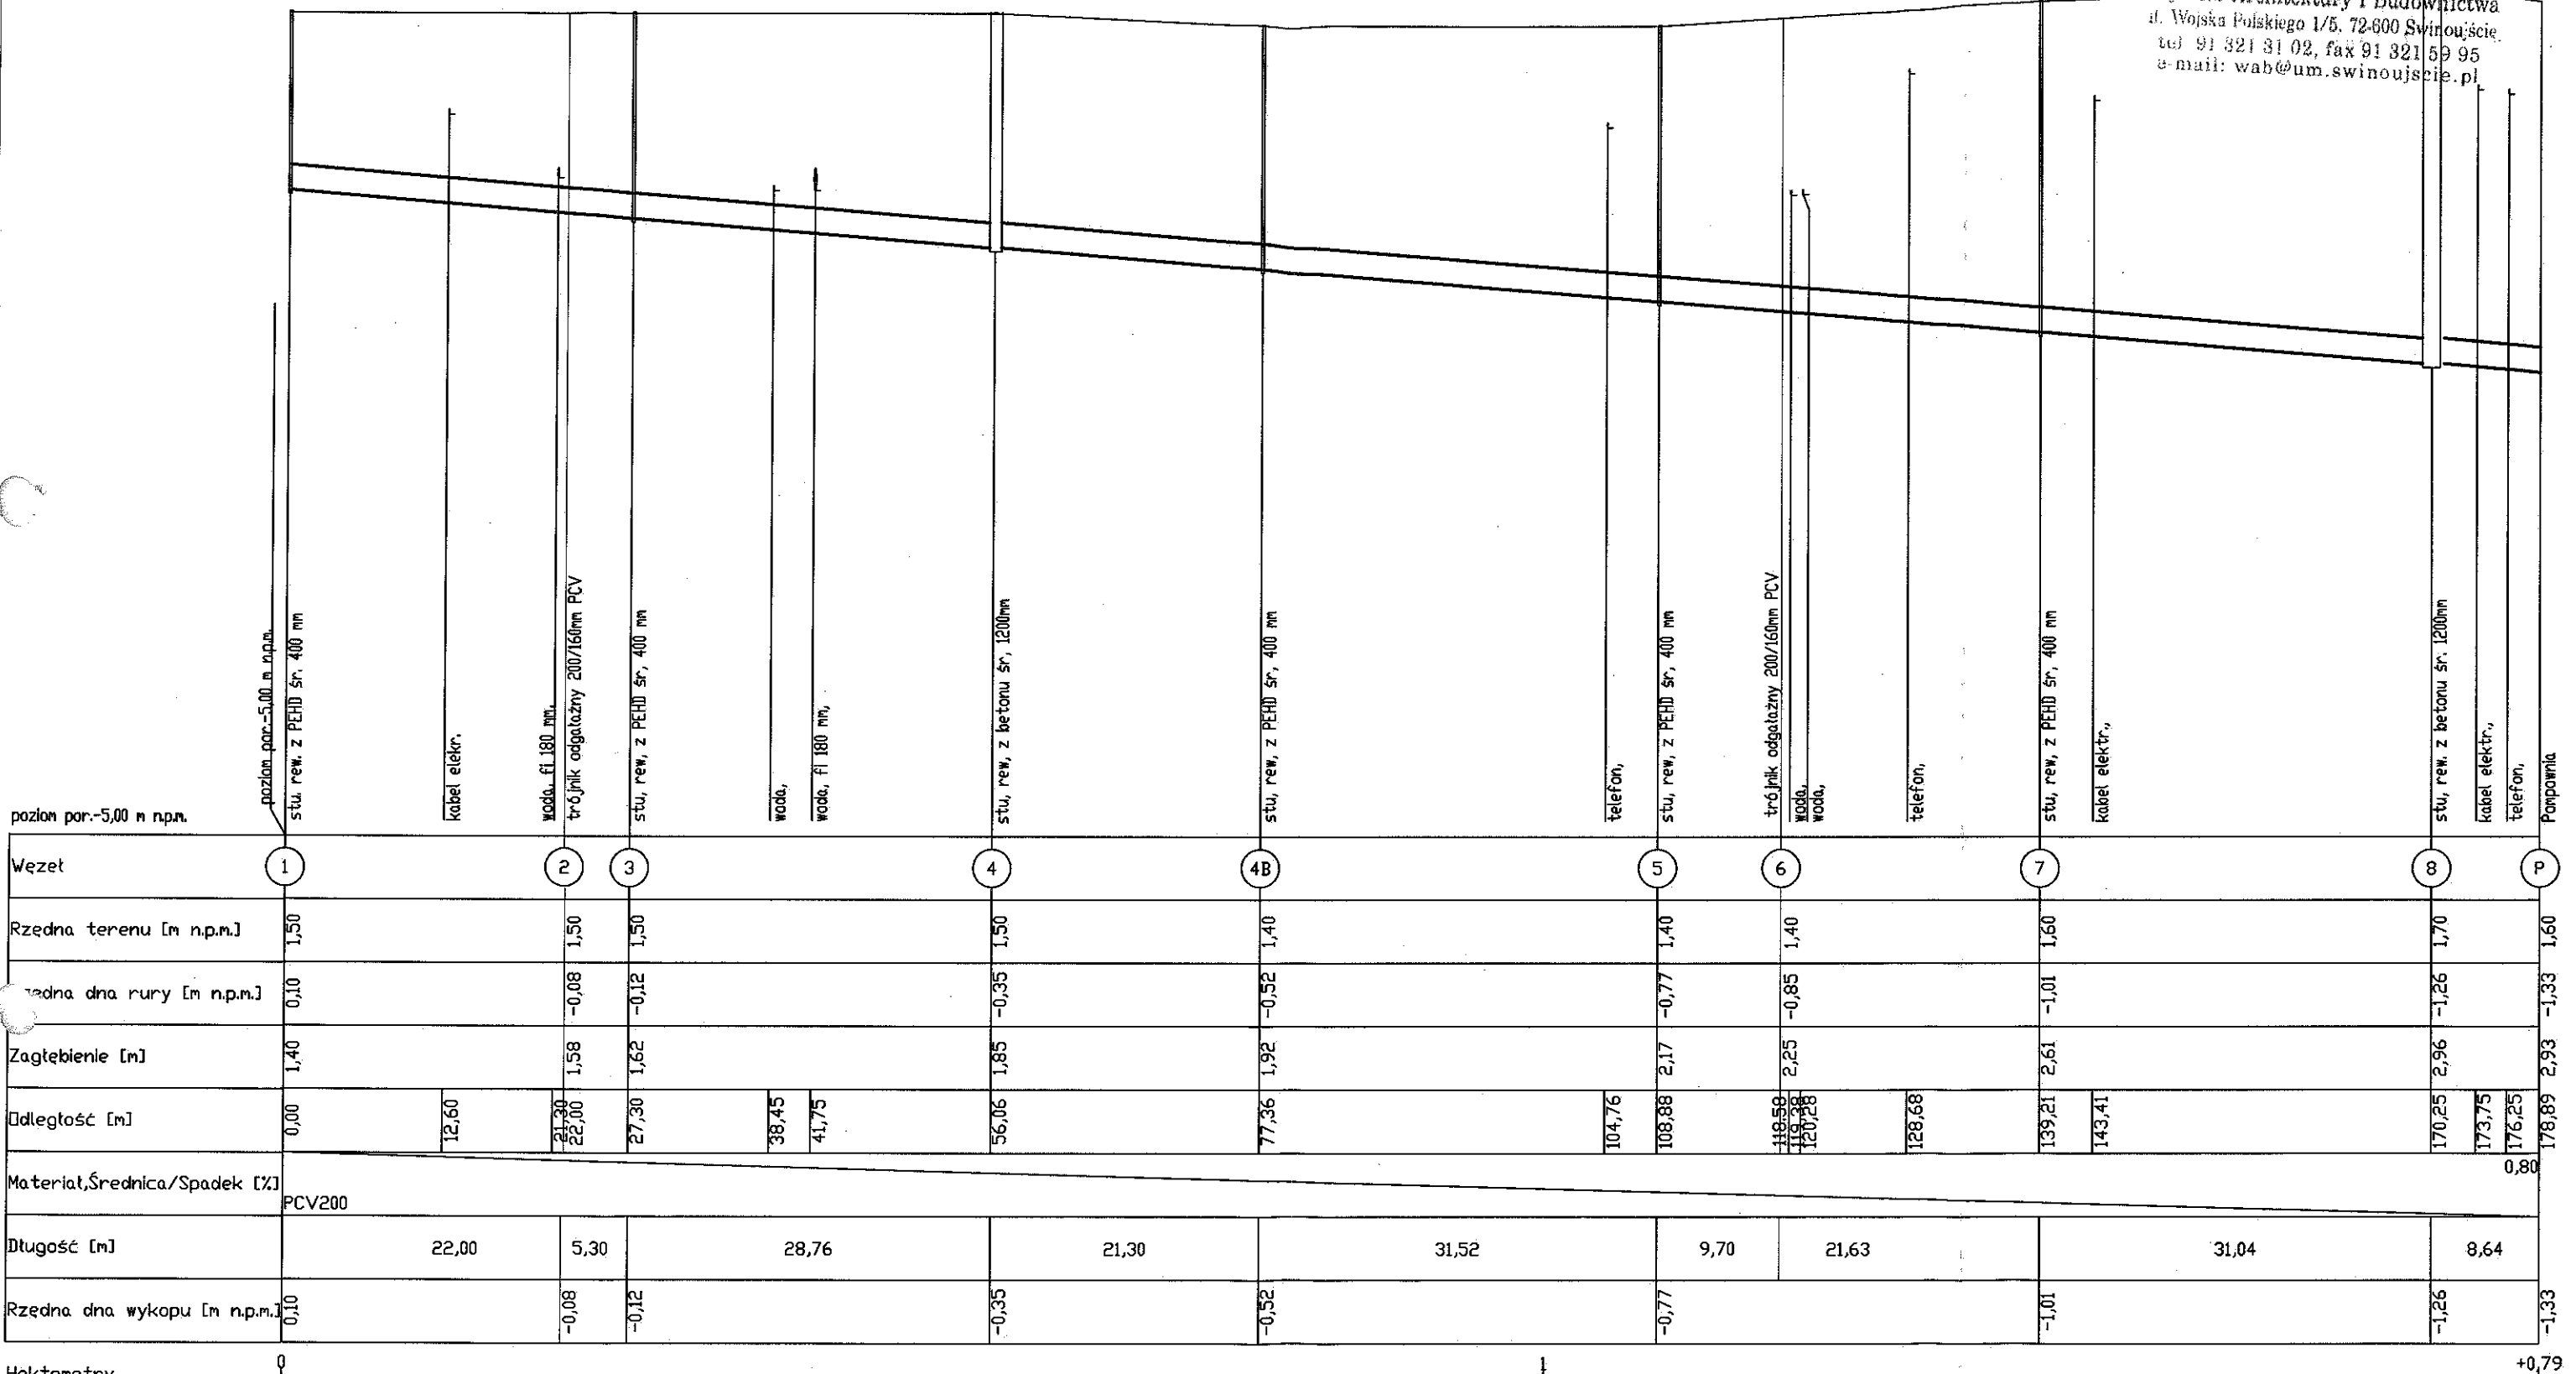 i Budownictwa
Wojska Polskiego 1/5, 72-600 Świnoujście
tel 91 321 31 02, fax 91 321 59 95
e-mail: wab@um.swinoujscie.pl
poziom por.-5,00 m n.p.m.
stu. rew. z PEHD śr. 400 mm
kabel elekr.
woda, fi 180 mm,
trójnik odgałaźny 200/160mm PCV
stu, rew, z PEHD śr, 400 mm
woda,
woda, fi 180 mm,
stu, rew, z betonu śr, 1200mm
stu, rew, z PEHD śr, 400 mm
telefon,
stu, rew, z PEHD śr, 400 mm
trójnik odgałaźny 200/160mm PCV
woda,
woda,
telefon,
stu, rew, z PEHD śr, 400 mm
kabel elektr.,
stu, rew. z betonu śr. 1200mm
kabel elektr.,
telefon,
Pompownia
poziom por.-5,00 m n.p.m.
Węzeł 1 2 3 4 4B 5 6 7 8 P
Rzędna terenu [m n.p.m.] 1,50 1,50 1,50 1,50 1,40 1,40 1,40 1,60 1,70 1,60
dna rury [m n.p.m.] 0,10 -0,08 -0,12 -0,35 -0,52 -0,77 -0,85 -1,01 -1,26 -1,33
Zagłębienie [m] 1,40 1,58 1,62 1,85 1,92 2,17 2,25 2,61 2,96 2,93
Odległość [m] 0,00 12,60 21,30 22,00 27,30 38,45 41,75 56,06 77,36 104,76 108,88 118,58 119,38 120,28 128,68 139,21 143,41 170,25 173,75 176,25 178,89
Materiał,Średnica/Spadek [%] PCV200 0,80
Długość [m] 22,00 5,30 28,76 21,30 31,52 9,70 21,63 31,04 8,64
Rzędna dna wykopu [m n.p.m.] 0,10 -0,08 -0,12 -0,35 -0,52 -0,77 -1,01 -1,26 -1,33
Hektometry 0 1 +0,79